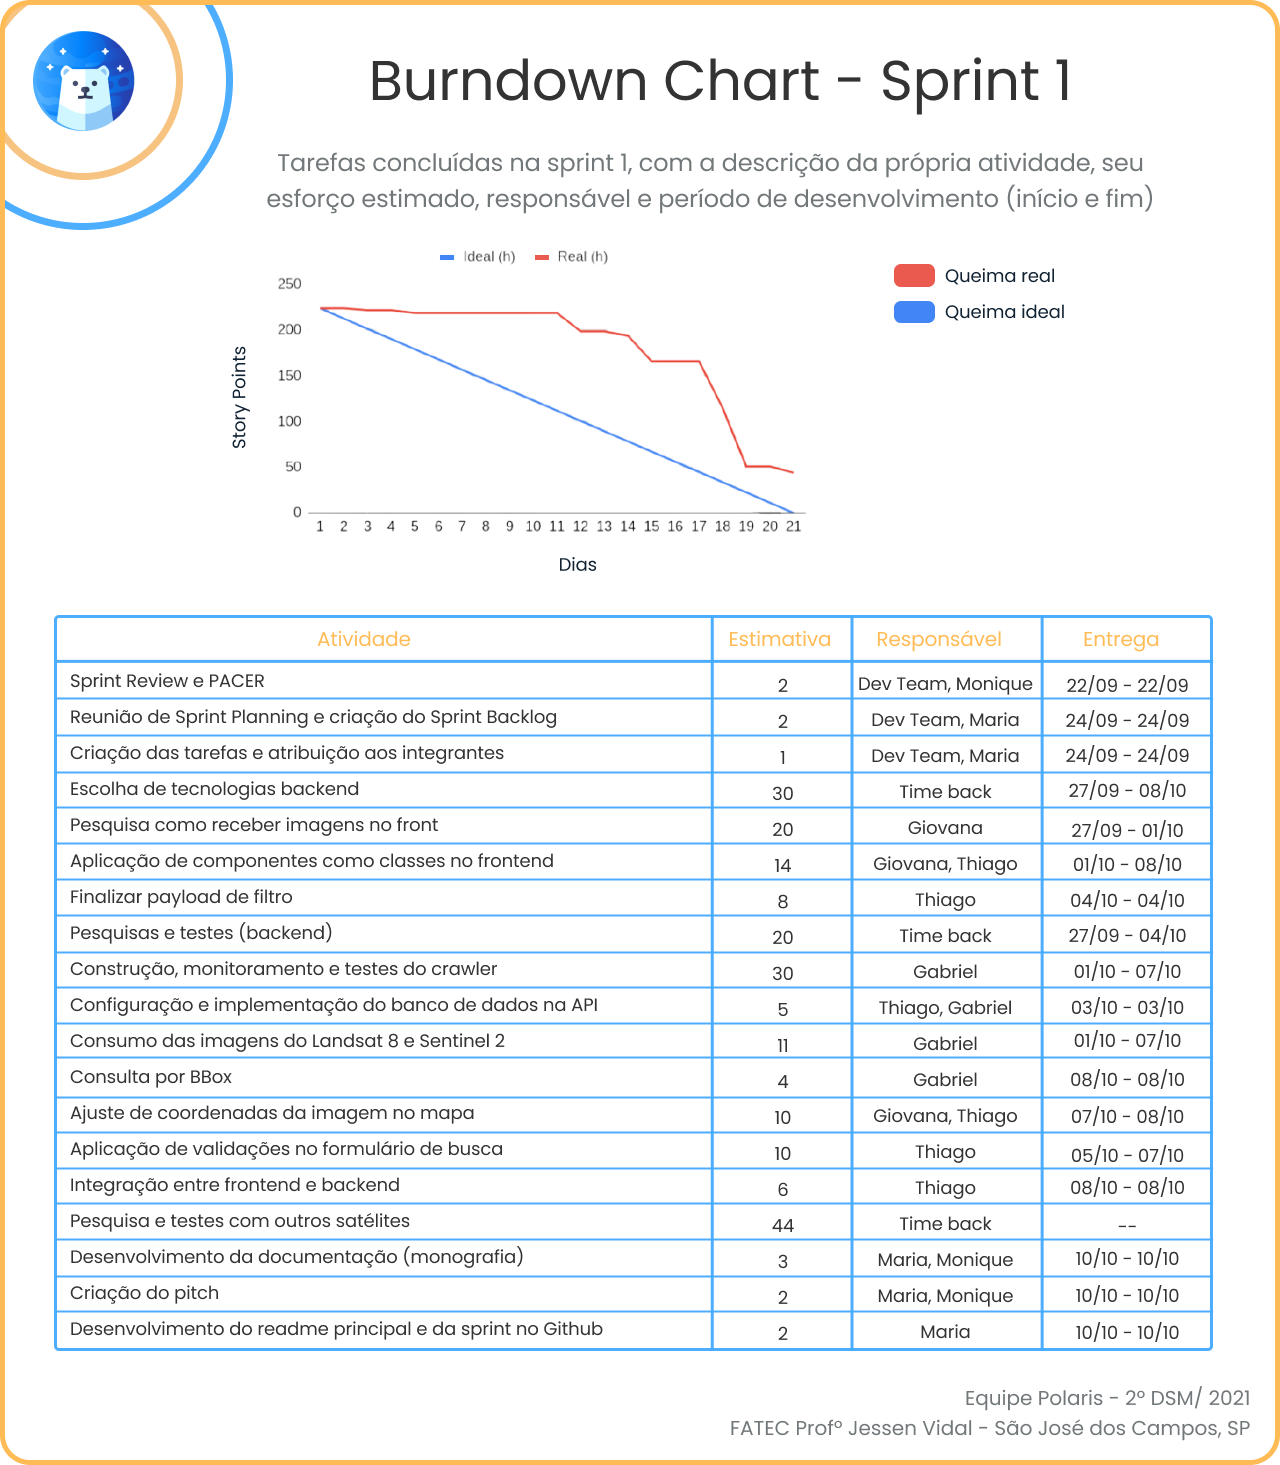 Burndown Chart - Sprint 1
Tarefas concluídas na sprint 1, com a descrição da própria atividade, seu
esforço estimado, responsável e período de desenvolvimento (início e fim)
Ideal (h) Real (h)
Queima real
Queima ideal
250
200
150
100
50
0
Story Points
1 2 3 4 5 6 7 8 9 10 11 12 13 14 15 16 17 18 19 20 21
Dias
Atividade Estimativa Responsável Entrega
Sprint Review e PACER 2 Dev Team, Monique 22/09 - 22/09
Reunião de Sprint Planning e criação do Sprint Backlog 2 Dev Team, Maria 24/09 - 24/09
Criação das tarefas e atribuição aos integrantes 1 Dev Team, Maria 24/09 - 24/09
Escolha de tecnologias backend 30 Time back 27/09 - 08/10
Pesquisa como receber imagens no front 20 Giovana 27/09 - 01/10
Aplicação de componentes como classes no frontend 14 Giovana, Thiago 01/10 - 08/10
Finalizar payload de filtro 8 Thiago 04/10 - 04/10
Pesquisas e testes (backend) 20 Time back 27/09 - 04/10
Construção, monitoramento e testes do crawler 30 Gabriel 01/10 - 07/10
Configuração e implementação do banco de dados na API 5 Thiago, Gabriel 03/10 - 03/10
Consumo das imagens do Landsat 8 e Sentinel 2 11 Gabriel 01/10 - 07/10
Consulta por BBox 4 Gabriel 08/10 - 08/10
Ajuste de coordenadas da imagem no mapa 10 Giovana, Thiago 07/10 - 08/10
Aplicação de validações no formulário de busca 10 Thiago 05/10 - 07/10
Integração entre frontend e backend 6 Thiago 08/10 - 08/10
Pesquisa e testes com outros satélites 44 Time back --
Desenvolvimento da documentação (monografia) 3 Maria, Monique 10/10 - 10/10
Criação do pitch 2 Maria, Monique 10/10 - 10/10
Desenvolvimento do readme principal e da sprint no Github 2 Maria 10/10 - 10/10
Equipe Polaris - 2º DSM/ 2021
FATEC Profº Jessen Vidal - São José dos Campos, SP